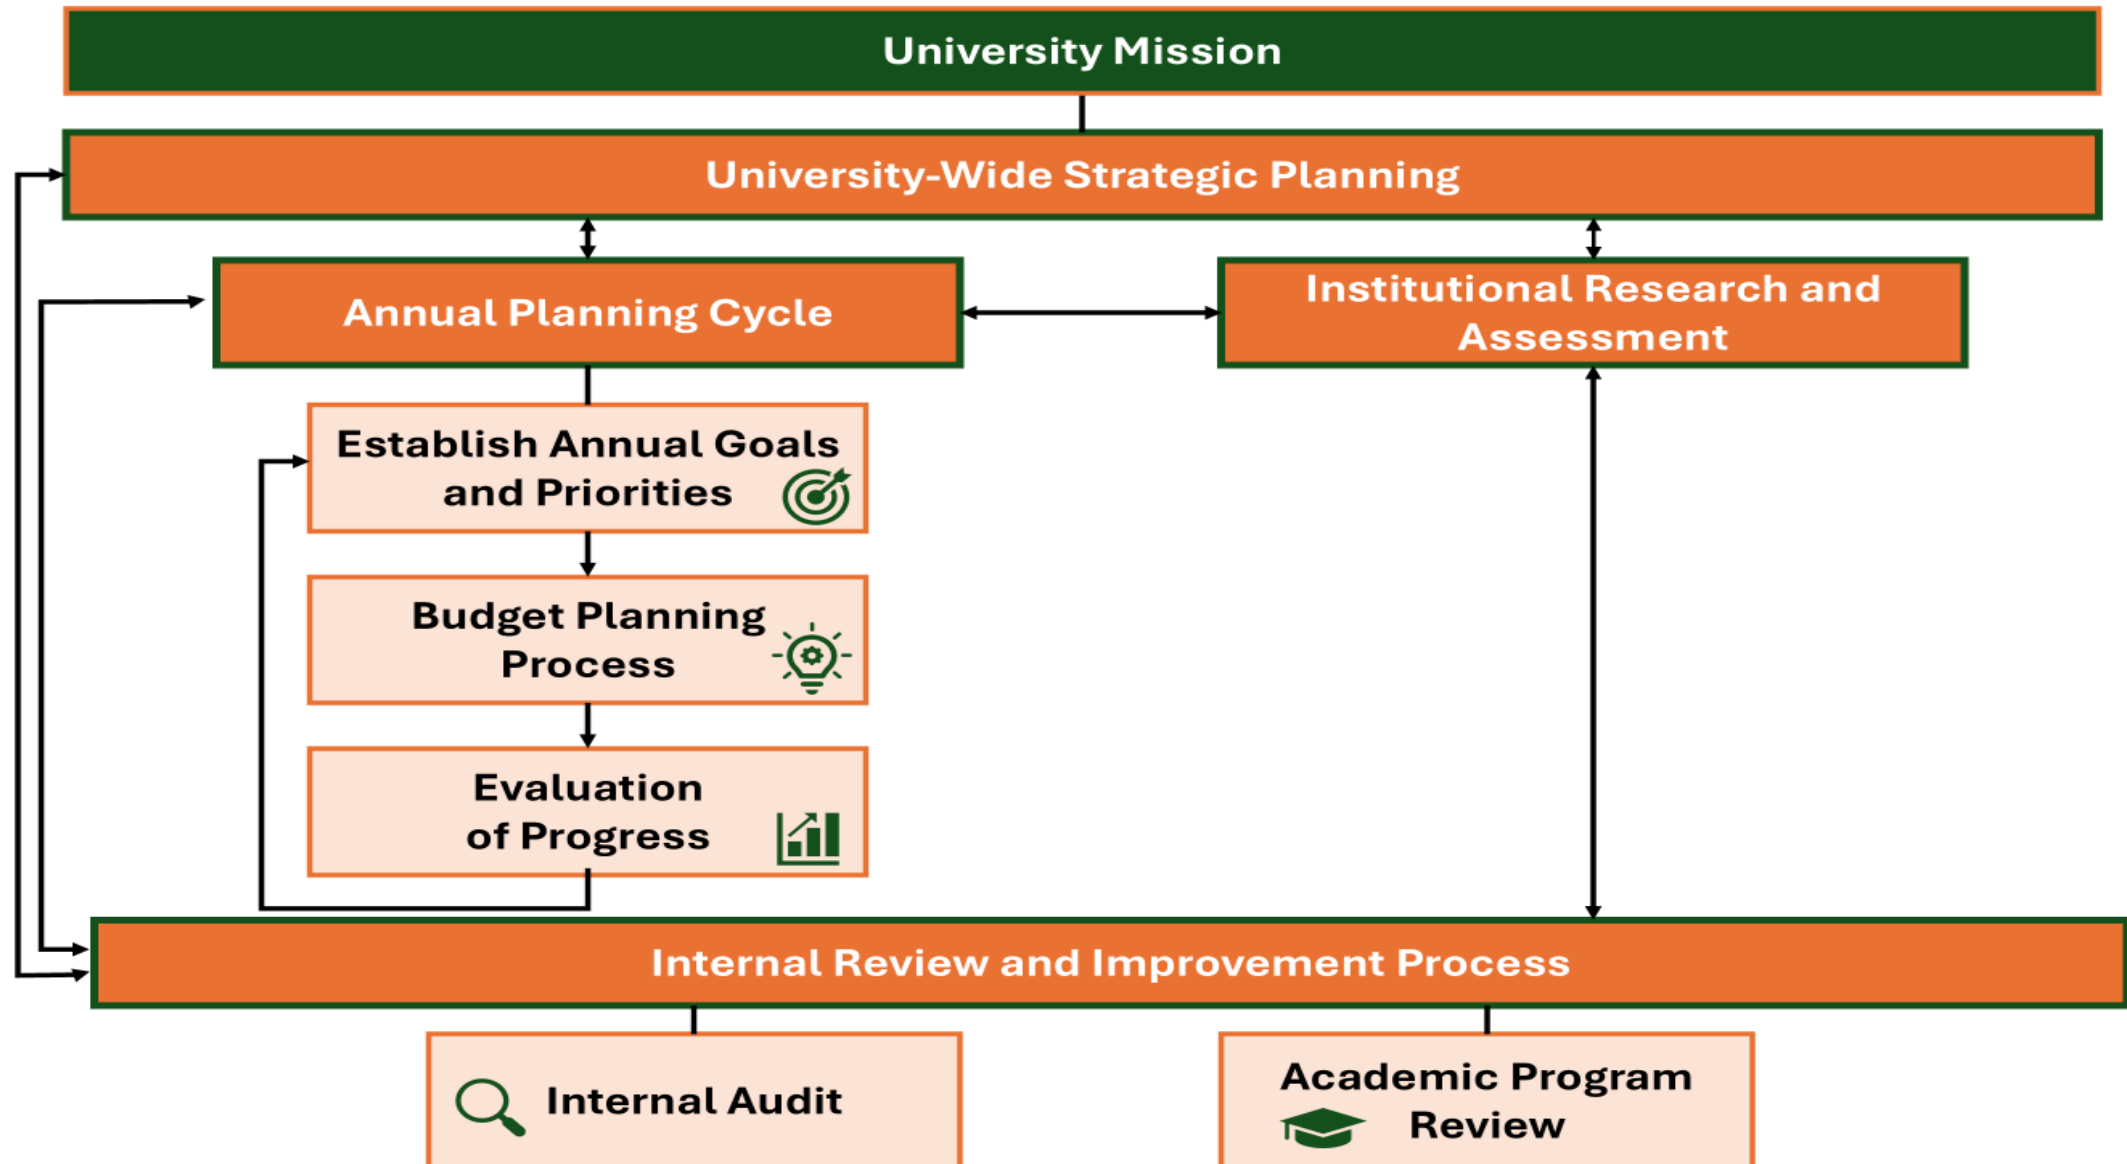 University Mission
University-Wide Strategic Planning
Annual Planning Cycle
Institutional Research and
Assessment
Establish Annual Goals
and Priorities
Budget Planning
Process
Evaluation
of Progress
Internal Review and Improvement Process
Internal Audit
Academic Program
Review